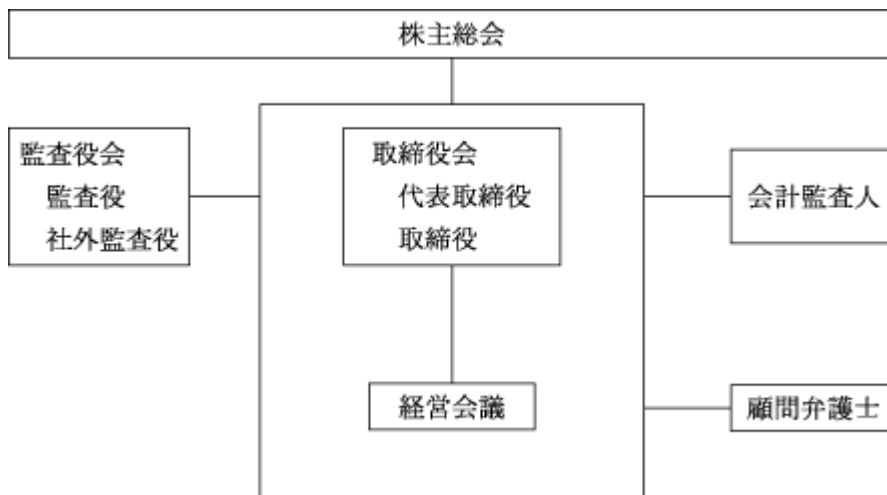 株主総会
監査役会
監査役
社外監査役
取締役会
代表取締役
取締役
会計監査人
経営会議
顧問弁護士